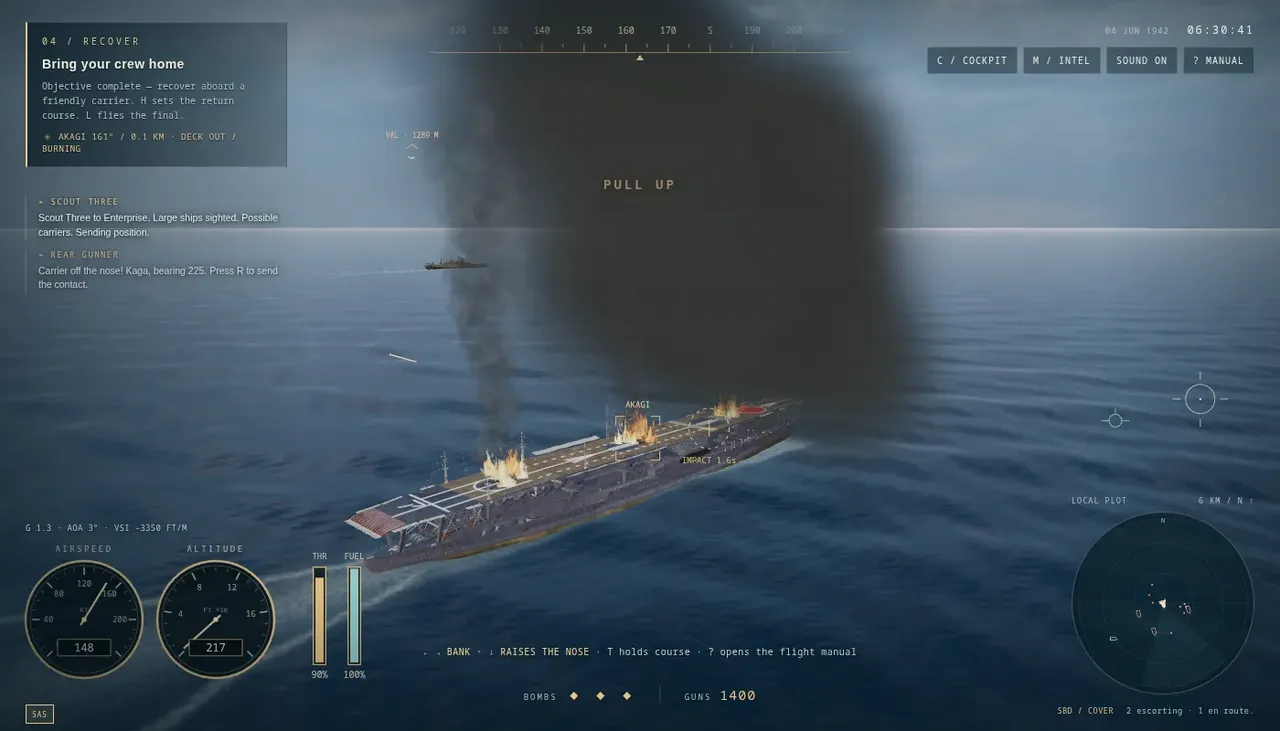 04 / RECOVER
Bring your crew home
Objective complete — recover aboard a
friendly carrier. H sets the return
course. L flies the final.
✳ AKAGI 161° / 0.1 KM · DECK OUT /
BURNING
← SCOUT THREE
Scout Three to Enterprise. Large ships sighted. Possible
carriers. Sending position.
← REAR GUNNER
Carrier off the nose! Kaga, bearing 225. Press R to send
the contact.
120 130 140 150 160 170 S 190 200
04 JUN 1942 06:30:41
C / COCKPIT M / INTEL SOUND ON ? MANUAL
VAL · 1289 M
PULL UP
AKAGI
IMPACT 1.6s
G 1.3 · AOA 3° · VSI -3350 FT/M
AIRSPEED
40 80 120 160 200
148
ALTITUDE
4 8 12 16
FT ×1K
217
THR FUEL
90% 100%
SAS
← → BANK · ↓ RAISES THE NOSE · T holds course · ? opens the flight manual
BOMBS ◆ ◆ ◆ GUNS 1400
LOCAL PLOT 6 KM / N ↑
N
SBD / COVER 2 escorting · 1 en route.